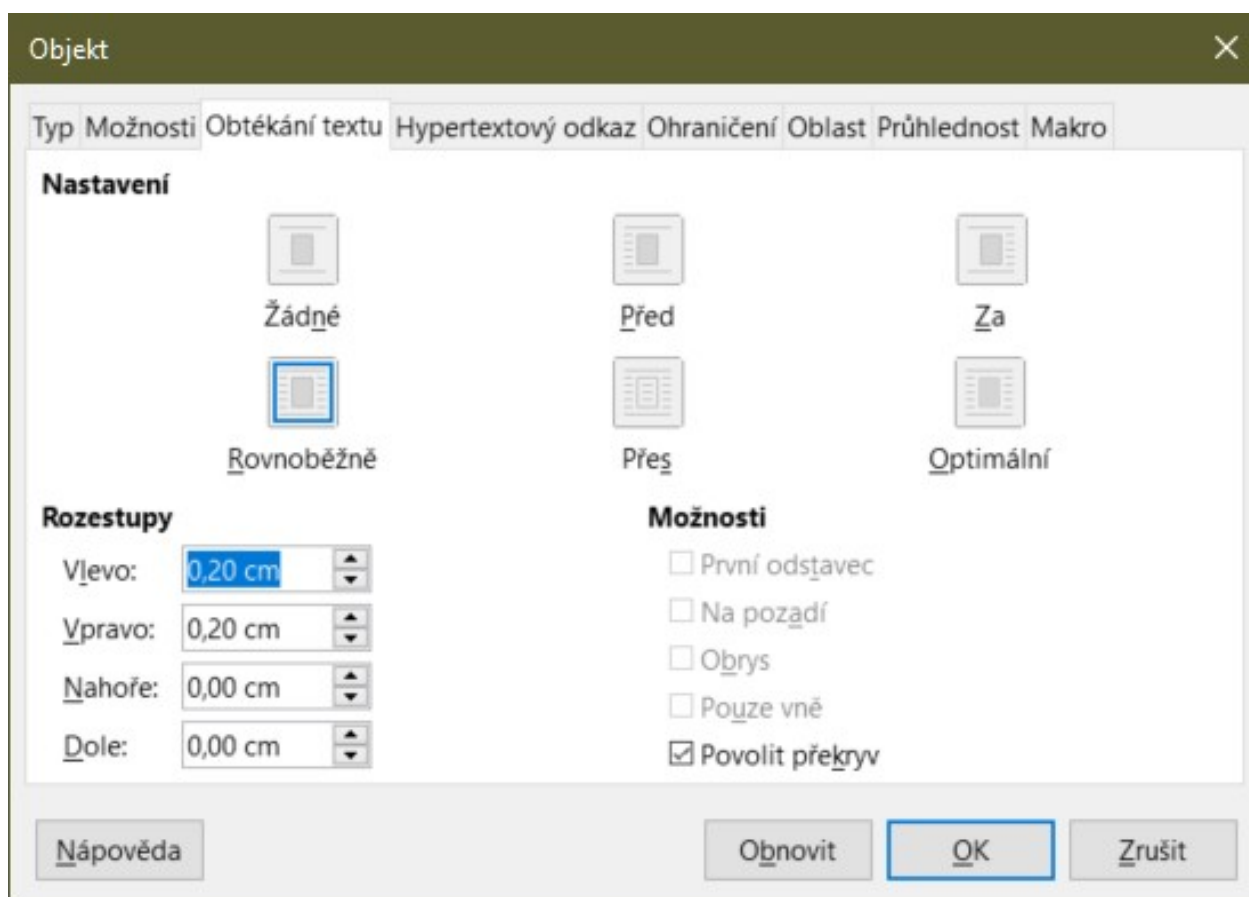 Objekt
Typ Možnosti Obtékání textu Hypertextový odkaz Ohraničení Oblast Průhlednost Makro
Nastavení
Žádné Před Za
Rovnoběžně Přes Optimální
Rozestupy Možnosti
Vlevo: 0,20 cm První odstavec
Vpravo: 0,20 cm Na pozadí
Nahoře: 0,00 cm Obrys
Pouze vně
Dole: 0,00 cm Povolit překryv
Nápověda Obnovit OK Zrušit